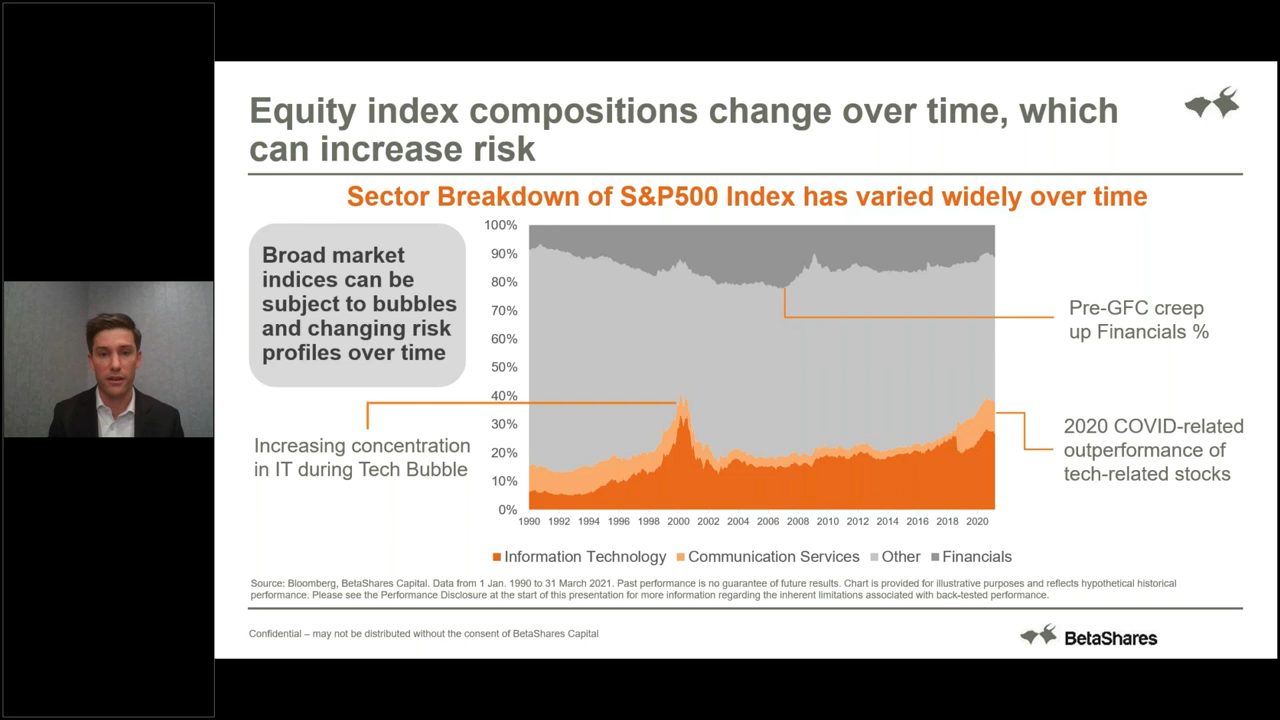 Equity index compositions change over time, which
can increase risk
Sector Breakdown of S&P500 Index has varied widely over time
Broad market
indices can be
subject to bubbles
and changing risk
profiles over time
Increasing concentration
in IT during Tech Bubble
100%
90%
80%
70%
60%
50%
40%
30%
20%
10%
0%
1990 1992 1994 1996 1998 2000 2002 2004 2006 2008 2010 2012 2014 2016 2018 2020
Pre-GFC creep
up Financials %
2020 COVID-related
outperformance of
tech-related stocks
Information Technology Communication Services Other Financials
Source: Bloomberg, BetaShares Capital. Data from 1 Jan. 1990 to 31 March 2021. Past performance is no guarantee of future results. Chart is provided for illustrative purposes and reflects hypothetical historical
performance. Please see the Performance Disclosure at the start of this presentation for more information regarding the inherent limitations associated with back-tested performance.
Confidential – may not be distributed without the consent of BetaShares Capital
BetaShares